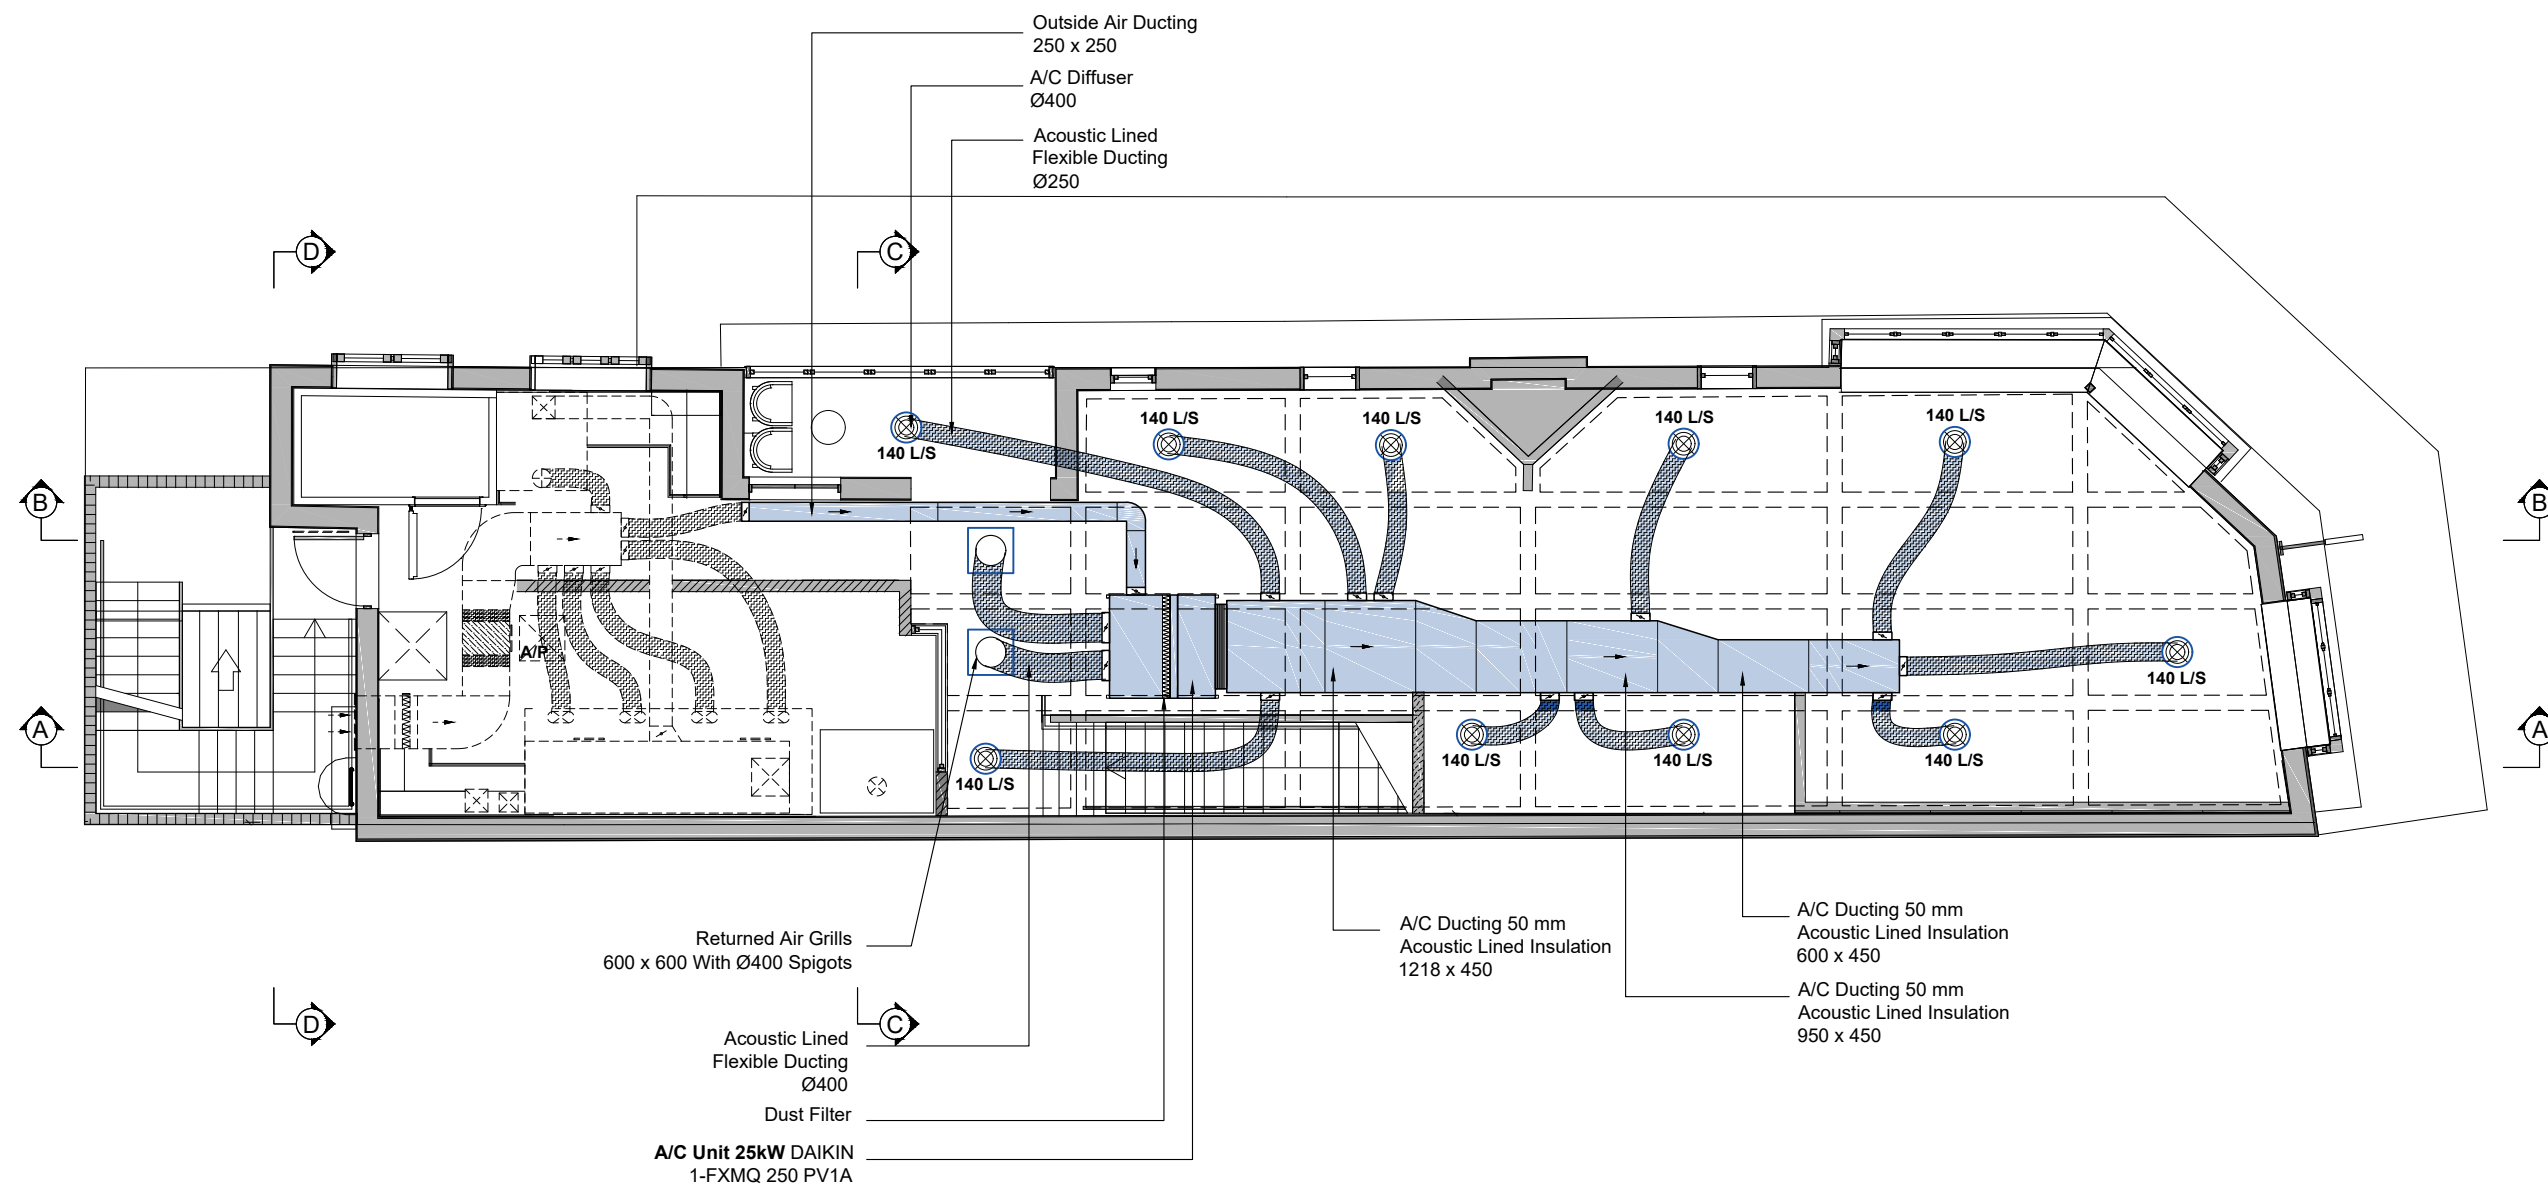 Outside Air Ducting
250 x 250
A/C Diffuser
Ø400
Acoustic Lined
Flexible Ducting
Ø250
D
C
140 L/S
140 L/S
140 L/S
140 L/S
140 L/S
B
B
A/P
140 L/S
A
A
140 L/S
140 L/S
140 L/S
140 L/S
Returned Air Grills
600 x 600 With Ø400 Spigots
A/C Ducting 50 mm
Acoustic Lined Insulation
1218 x 450
A/C Ducting 50 mm
Acoustic Lined Insulation
600 x 450
A/C Ducting 50 mm
Acoustic Lined Insulation
950 x 450
D
C
Acoustic Lined
Flexible Ducting
Ø400
Dust Filter
A/C Unit 25kW DAIKIN
1-FXMQ 250 PV1A